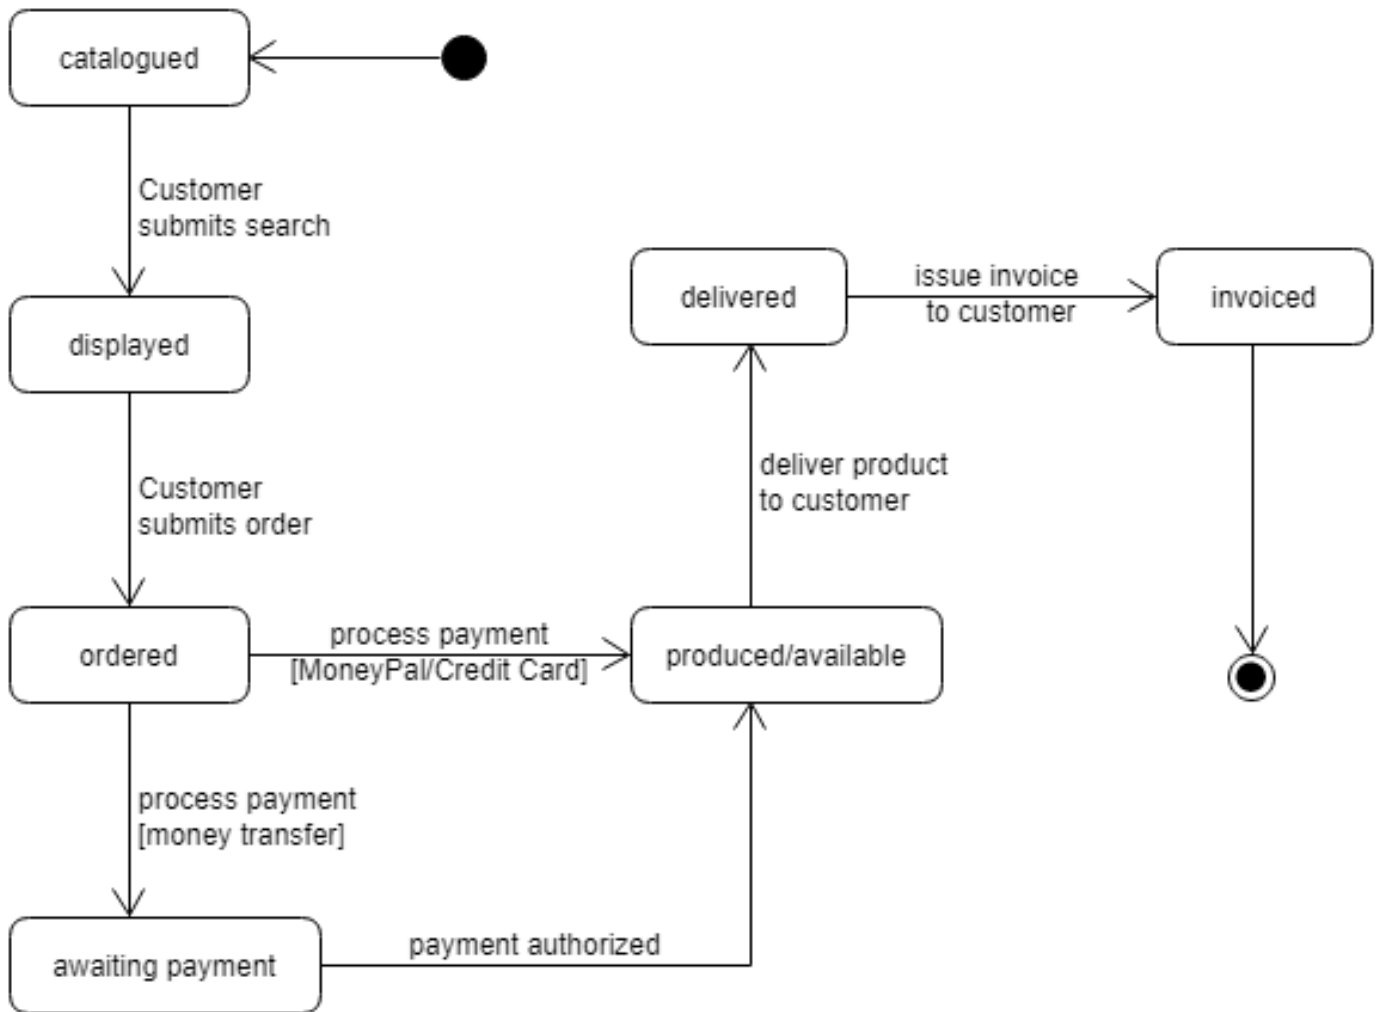 catalogued
Customer
submits search
delivered
issue invoice
to customer
invoiced
displayed
deliver product
to customer
Customer
submits order
ordered
process payment
[MoneyPal/Credit Card]
produced/available
process payment
[money transfer]
payment authorized
awaiting payment